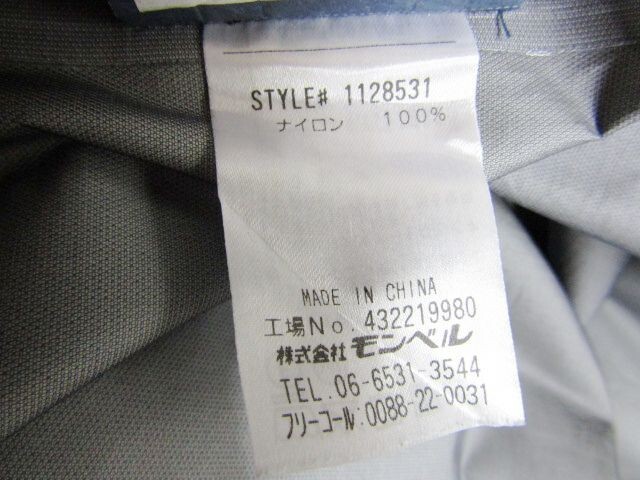 STYLE# 1128531
ナイロン 100%
MADE IN CHINA
工場No. 432219980
株式会社 モンベル
TEL. 06-6531-3544
フリーコール:0088-22-0031